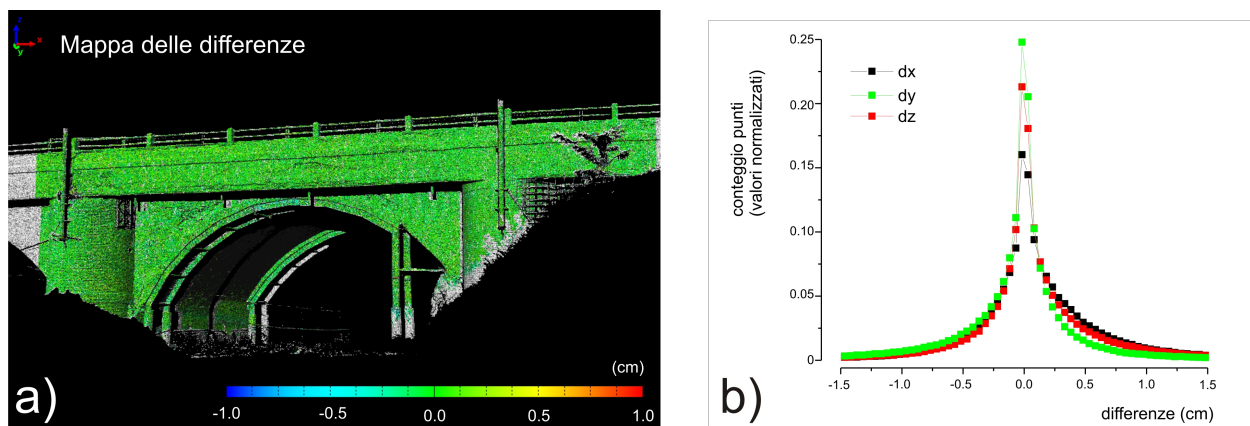 z
x
y
Mappa delle differenze
(cm)
-1.0 -0.5 0.0 0.5 1.0
a)
0.25
0.20
0.15
0.10
0.05
0
conteggio punti
(valori normalizzati)
dx
dy
dz
-1.5 -1.0 -0.5 0.0 0.5 1.0 1.5
differenze (cm)
b)